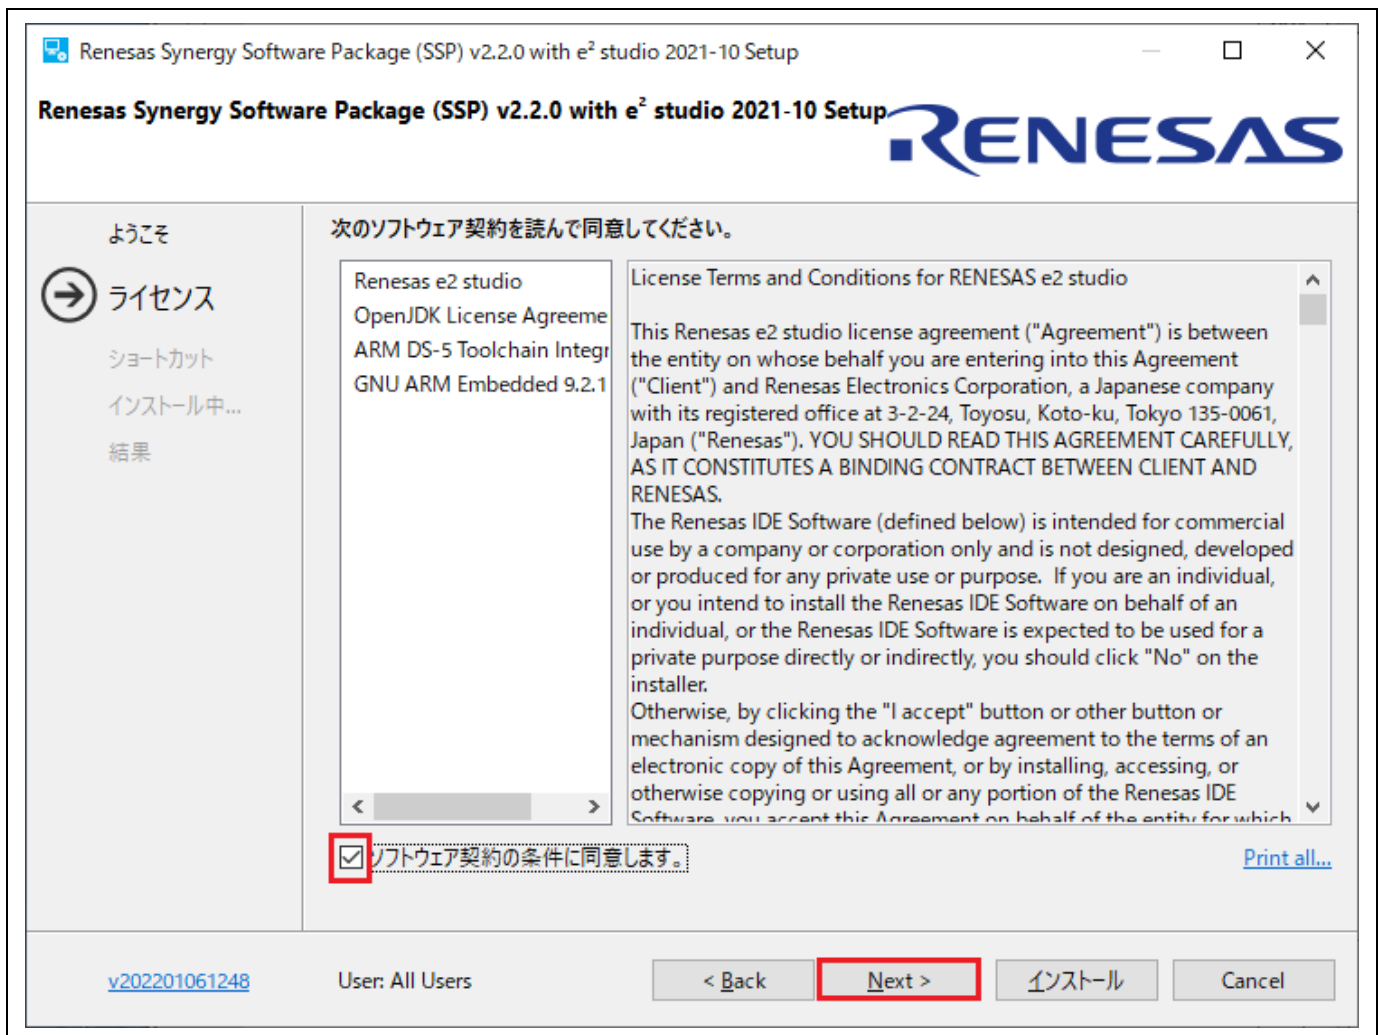 Renesas Synergy Software Package (SSP) v2.2.0 with e² studio 2021-10 Setup
Renesas Synergy Software Package (SSP) v2.2.0 with e² studio 2021-10 Setup
RENESAS
ようこそ
ライセンス
ショートカット
インストール中...
結果
次のソフトウェア契約を読んで同意してください。
Renesas e2 studio
OpenJDK License Agreeme
ARM DS-5 Toolchain Integr
GNU ARM Embedded 9.2.1
License Terms and Conditions for RENESAS e2 studio
This Renesas e2 studio license agreement ("Agreement") is between
the entity on whose behalf you are entering into this Agreement
("Client") and Renesas Electronics Corporation, a Japanese company
with its registered office at 3-2-24, Toyosu, Koto-ku, Tokyo 135-0061,
Japan ("Renesas"). YOU SHOULD READ THIS AGREEMENT CAREFULLY,
AS IT CONSTITUTES A BINDING CONTRACT BETWEEN CLIENT AND
RENESAS.
The Renesas IDE Software (defined below) is intended for commercial
use by a company or corporation only and is not designed, developed
or produced for any private use or purpose.  If you are an individual,
or you intend to install the Renesas IDE Software on behalf of an
individual, or the Renesas IDE Software is expected to be used for a
private purpose directly or indirectly, you should click "No" on the
installer.
Otherwise, by clicking the "I accept" button or other button or
mechanism designed to acknowledge agreement to the terms of an
electronic copy of this Agreement, or by installing, accessing, or
otherwise copying or using all or any portion of the Renesas IDE
Software, you accept this Agreement on behalf of the entity for which
ソフトウェア契約の条件に同意します。
Print all...
v202201061248
User: All Users
< Back
Next >
インストール
Cancel